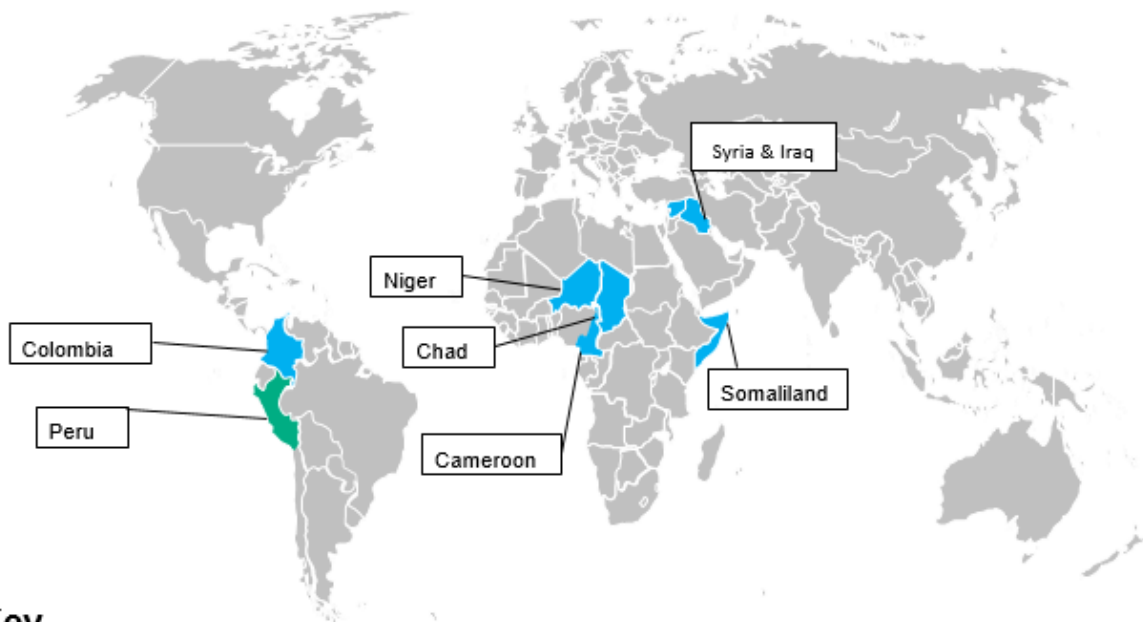 Syria & Iraq
Niger
Colombia
Chad
Somaliland
Peru
Cameroon